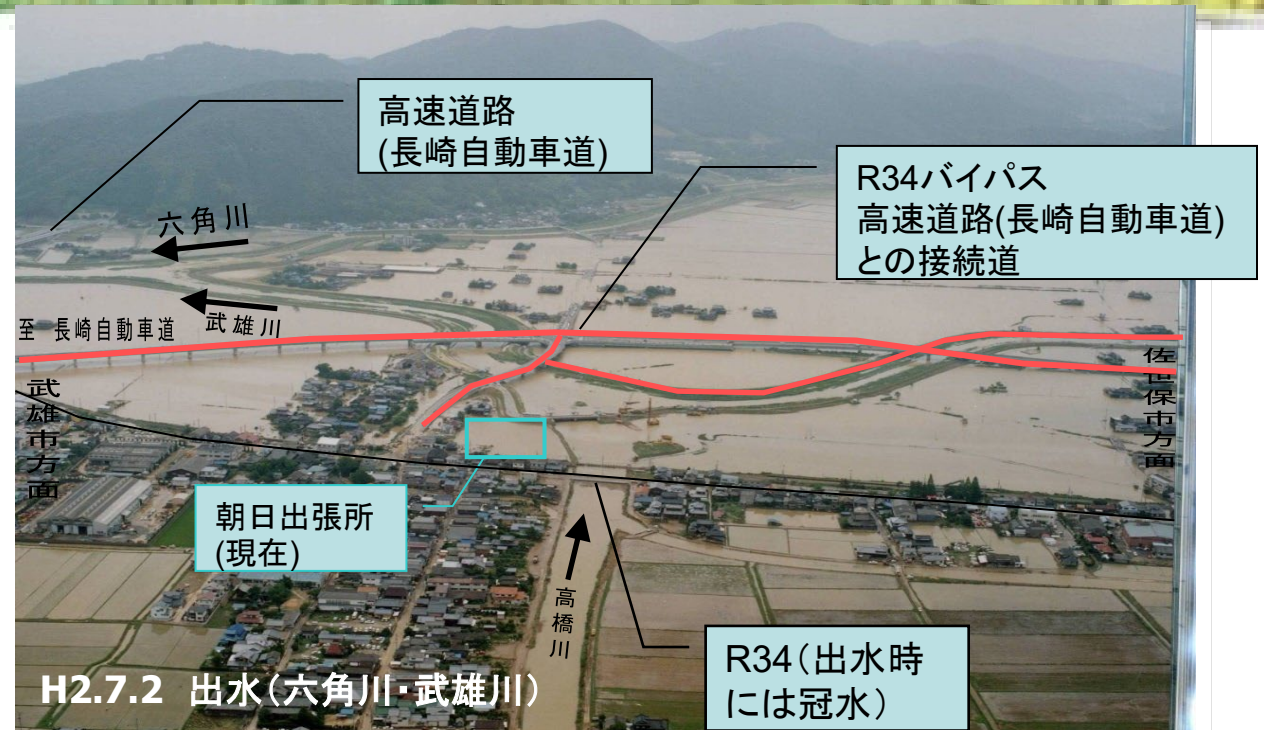 高速道路
(長崎自動車道)
R34バイパス
高速道路(長崎自動車道)
との接続道
六角川
武雄川
至 長崎自動車道
武雄市方面
佐世保市方面
朝日出張所
(現在)
高橋川
R34(出水時
には冠水)
H2.7.2 出水(六角川・武雄川)